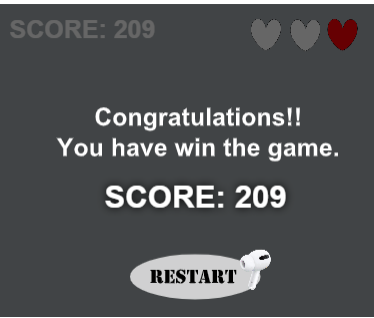 SCORE: 209
Congratulations!!
You have win the game.
SCORE: 209
RESTART